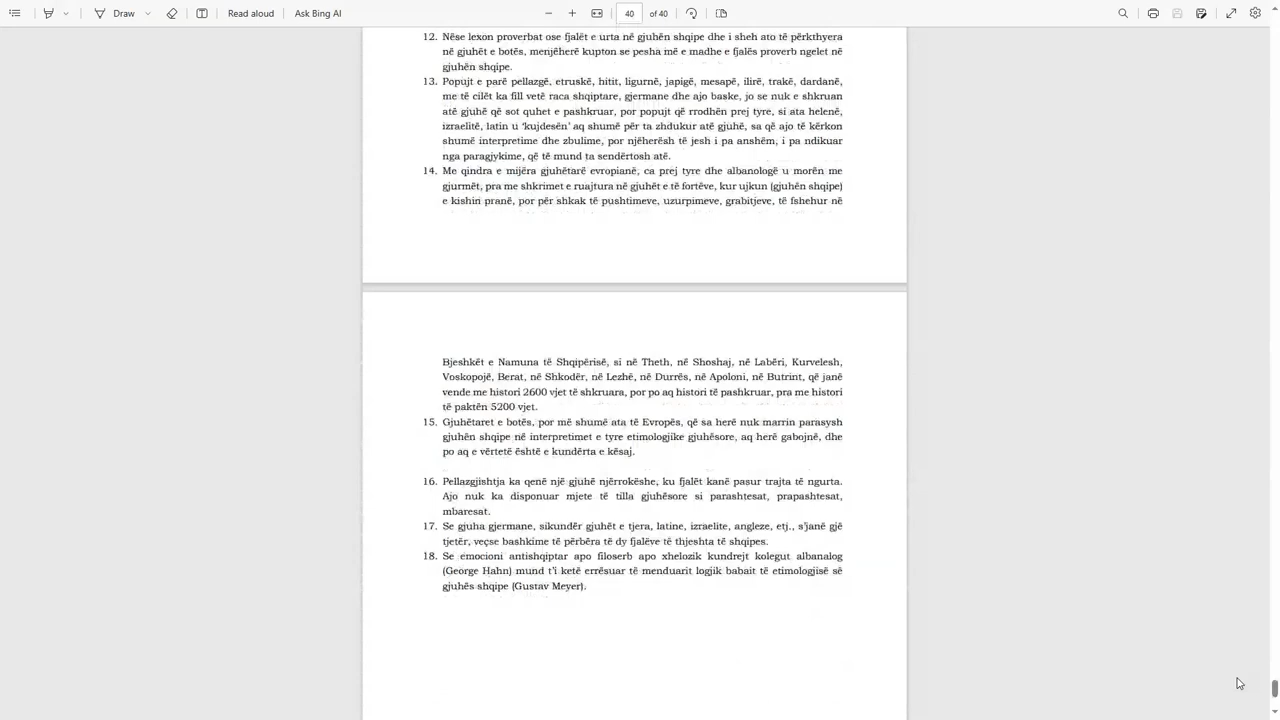 Draw
Read aloud
Ask Bing AI
40 of 40
12. Nëse lexon proverbat ose fjalët e urta në gjuhën shqipe dhe i sheh ato të përkthyera
në gjuhët e botës, menjëherë kupton se pesha më e madhe e fjalës proverb ngelet në
gjuhën shqipe.
13. Popujt e parë pellazgë, etruskë, hitit, ligurnë, japigë, mesapë, ilirë, trakë, dardanë,
me të cilët ka fill vetë raca shqiptare, gjermane dhe ajo baske, jo se nuk e shkruan
atë gjuhë që sot quhet e pashkruar, por popujt që rrodhën prej tyre, si ata helenë,
izraelitë, latin u ‘kujdesën’ aq shumë për ta zhdukur atë gjuhë, sa që ajo të kërkon
shumë interpretime dhe zbulime, por njëherësh të jesh i pa anshëm, i pa ndikuar
nga paragjykime, që të mund ta sendërtosh atë.
14. Me qindra e mijëra gjuhëtarë evropianë, ca prej tyre dhe albanologë u morën me
gjurmët, pra me shkrimet e ruajtura në gjuhët e të fortëve, kur ujkun (gjuhën shqipe)
e kishin pranë, por për shkak të pushtimeve, uzurpimeve, grabitjeve, të fshehur në
Bjeshkët e Namuna të Shqipërisë, si në Theth, në Shoshaj, në Labëri, Kurvelesh,
Voskopojë, Berat, në Shkodër, në Lezhë, në Durrës, në Apoloni, në Butrint, që janë
vende me histori 2600 vjet të shkruara, por po aq histori të pashkruar, pra me histori
të paktën 5200 vjet.
15. Gjuhëtaret e botës, por më shumë ata të Evropës, që sa herë nuk marrin parasysh
gjuhën shqipe në interpretimet e tyre etimologjike gjuhësore, aq herë gabojnë, dhe
po aq e vërtetë është e kundërta e kësaj.
16. Pellazgjishtja ka qenë një gjuhë njërrokëshe, ku fjalët kanë pasur trajta të ngurta.
Ajo nuk ka disponuar mjete të tilla gjuhësore si parashtesat, prapashtesat,
mbaresat.
17. Se gjuha gjermane, sikundër gjuhët e tjera, latine, izraelite, angleze, etj., s’janë gjë
tjetër, veçse bashkime të përbëra të dy fjalëve të thjeshta të shqipes.
18. Se emocioni antishqiptar apo filoserb apo xhelozik kundrejt kolegut albanalog
(George Hahn) mund t’i ketë errësuar të menduarit logjik babait të etimologjisë së
gjuhës shqipe (Gustav Meyer).